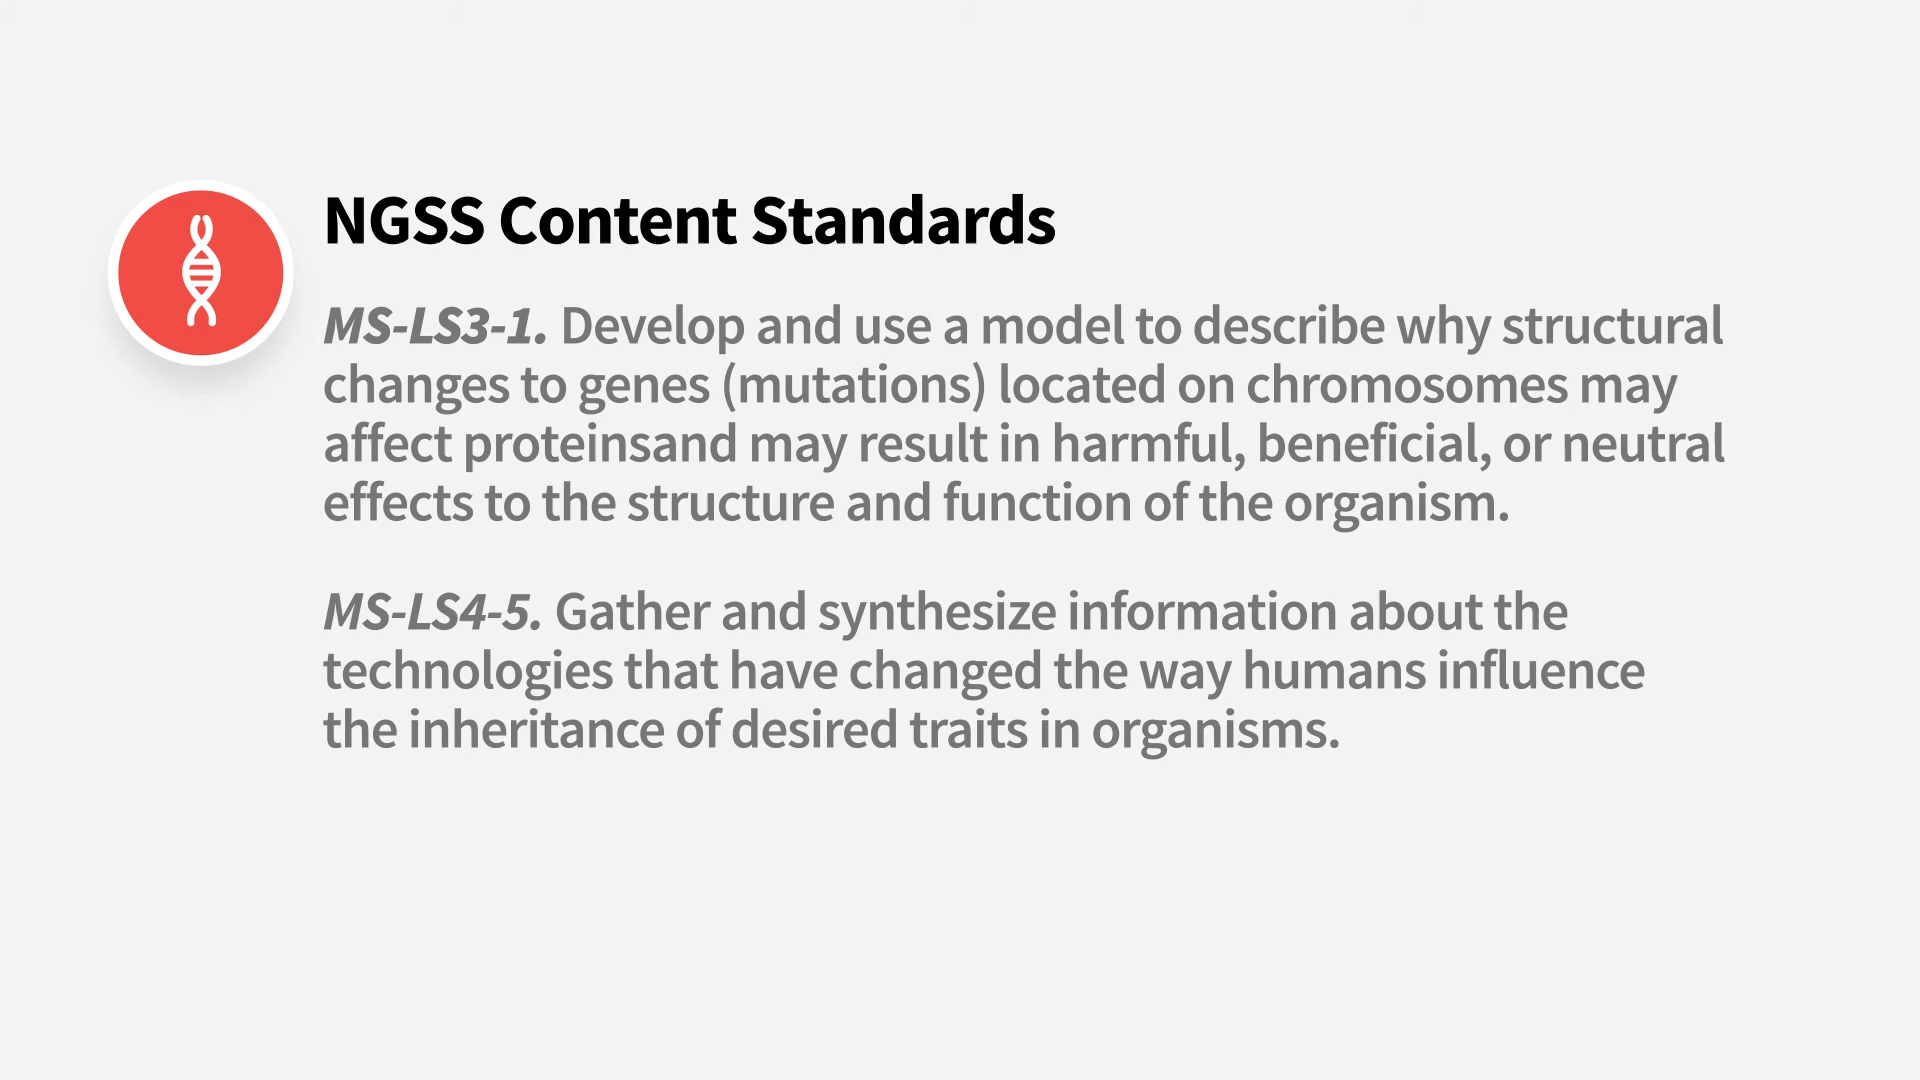 NGSS Content Standards
MS-LS3-1. Develop and use a model to describe why structural
changes to genes (mutations) located on chromosomes may
affect proteinsand may result in harmful, beneficial, or neutral
effects to the structure and function of the organism.
MS-LS4-5. Gather and synthesize information about the
technologies that have changed the way humans influence
the inheritance of desired traits in organisms.